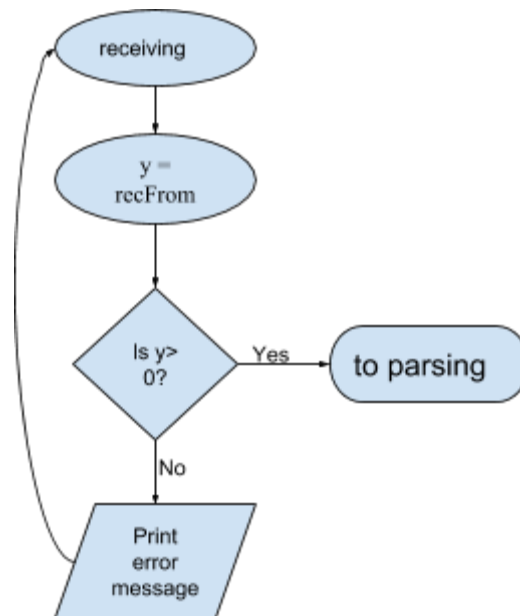 receiving
y =
recFrom
Is y>
0?
Yes
to parsing
No
Print
error
message